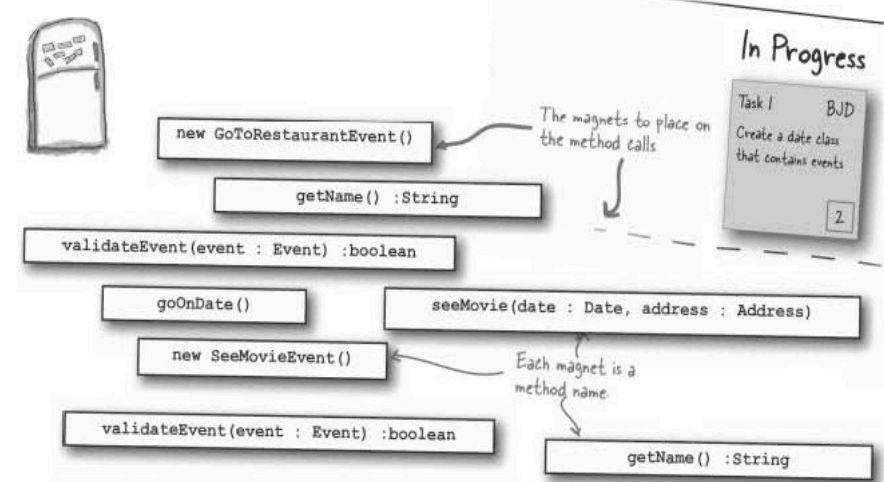 In Progress
Task 1 BJD
Create a date class
that contains events
2
The magnets to place on
the method calls
new GoToRestaurantEvent()
getName() :String
validateEvent(event : Event) :boolean
goOnDate()
seeMovie(date : Date, address : Address)
new SeeMovieEvent()
Each magnet is a
method name.
validateEvent(event : Event) :boolean
getName() :String